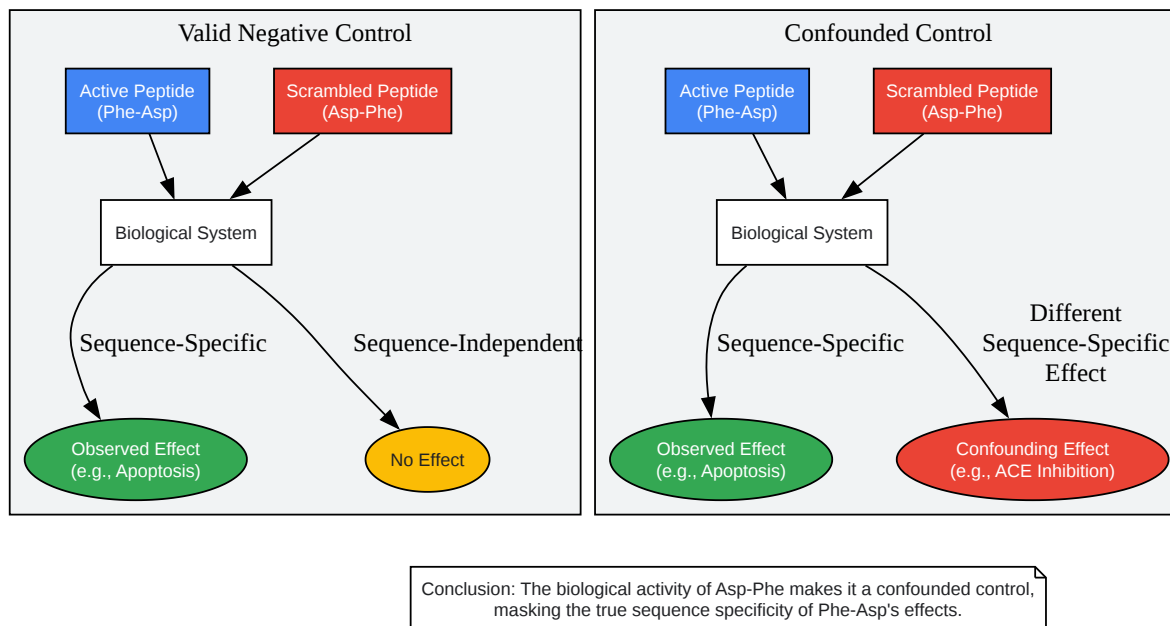 Valid Negative Control
Active Peptide
(Phe-Asp)
Scrambled Peptide
(Asp-Phe)
Biological System
Sequence-Specific
Sequence-Independent
Observed Effect
(e.g., Apoptosis)
No Effect
Confounded Control
Active Peptide
(Phe-Asp)
Scrambled Peptide
(Asp-Phe)
Biological System
Sequence-Specific
Different
Sequence-Specific
Effect
Observed Effect
(e.g., Apoptosis)
Confounding Effect
(e.g., ACE Inhibition)
Conclusion: The biological activity of Asp-Phe makes it a confounded control,
masking the true sequence specificity of Phe-Asp's effects.